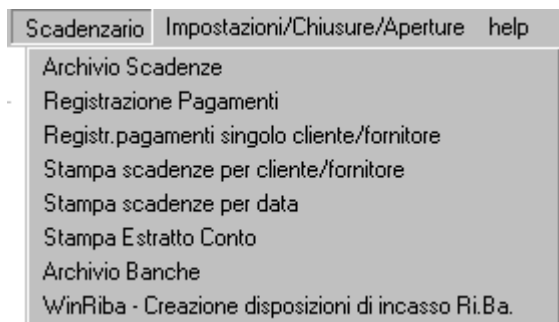 Scadenzario Impostazioni/Chiusure/Aperture help
Archivio Scadenze
Registrazione Pagamenti
Registr.pagamenti singolo cliente/fornitore
Stampa scadenze per cliente/fornitore
Stampa scadenze per data
Stampa Estratto Conto
Archivio Banche
WinRiba - Creazione disposizioni di incasso Ri.Ba.